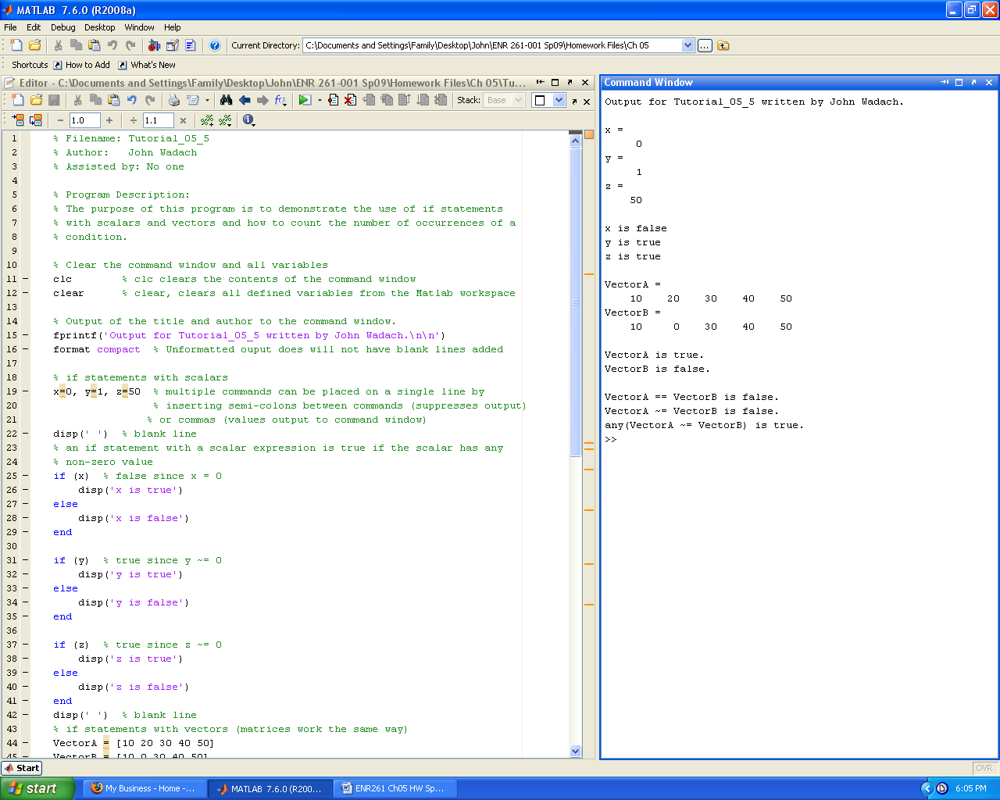 MATLAB 7.6.0 (R2008a)
File Edit Debug Desktop Window Help
Current Directory: C:\Documents and Settings\Family\Desktop\John\ENR 261-001 Sp09\Homework Files\Ch 05
Shortcuts How to Add What's New
Editor - C:\Documents and Settings\Family\Desktop\John\ENR 261-001 Sp09\Homework Files\Ch 05\Tu...
Stack: Base
− 1.0 + ÷ 1.1 ×
1 % Filename: Tutorial_05_5
2 % Author:   John Wadach
3 % Assisted by: No one
4
5 % Program Description:
6 % The purpose of this program is to demonstrate the use of if statements
7 % with scalars and vectors and how to count the number of occurrences of a
8 % condition.
9
10 % Clear the command window and all variables
11 − clc        % clc clears the contents of the command window
12 − clear      % clear, clears all defined variables from the Matlab workspace
13
14 % Output of the title and author to the command window.
15 − fprintf('Output for Tutorial_05_5 written by John Wadach.\n\n')
16 − format compact  % Unformatted ouput does will not have blank lines added
17
18 % if statements with scalars
19 − x=0, y=1, z=50  % multiple commands can be placed on a single line by
20 % inserting semi-colons between commands (suppresses output)
21 % or commas (values output to command window)
22 − disp(' ')  % blank line
23 % an if statement with a scalar expression is true if the scalar has any
24 % non-zero value
25 − if (x)  % false since x = 0
26 − disp('x is true')
27 − else
28 − disp('x is false')
29 − end
30
31 − if (y)  % true since y ~= 0
32 − disp('y is true')
33 − else
34 − disp('y is false')
35 − end
36
37 − if (z)  % true since z ~= 0
38 − disp('z is true')
39 − else
40 − disp('z is false')
41 − end
42 − disp(' ')  % blank line
43 % if statements with vectors (matrices work the same way)
44 − VectorA = [10 20 30 40 50]
45 − VectorB = [10 0 30 40 50]
Command Window
Output for Tutorial_05_5 written by John Wadach.
x =
0
y =
1
z =
50
x is false
y is true
z is true
VectorA =
10 20 30 40 50
VectorB =
10 0 30 40 50
VectorA is true.
VectorB is false.
VectorA == VectorB is false.
VectorA ~= VectorB is false.
any(VectorA ~= VectorB) is true.
>>
Start
OVR
start
My Business - Home -...
MATLAB 7.6.0 (R200...
ENR261 Ch05 HW Sp...
6:05 PM